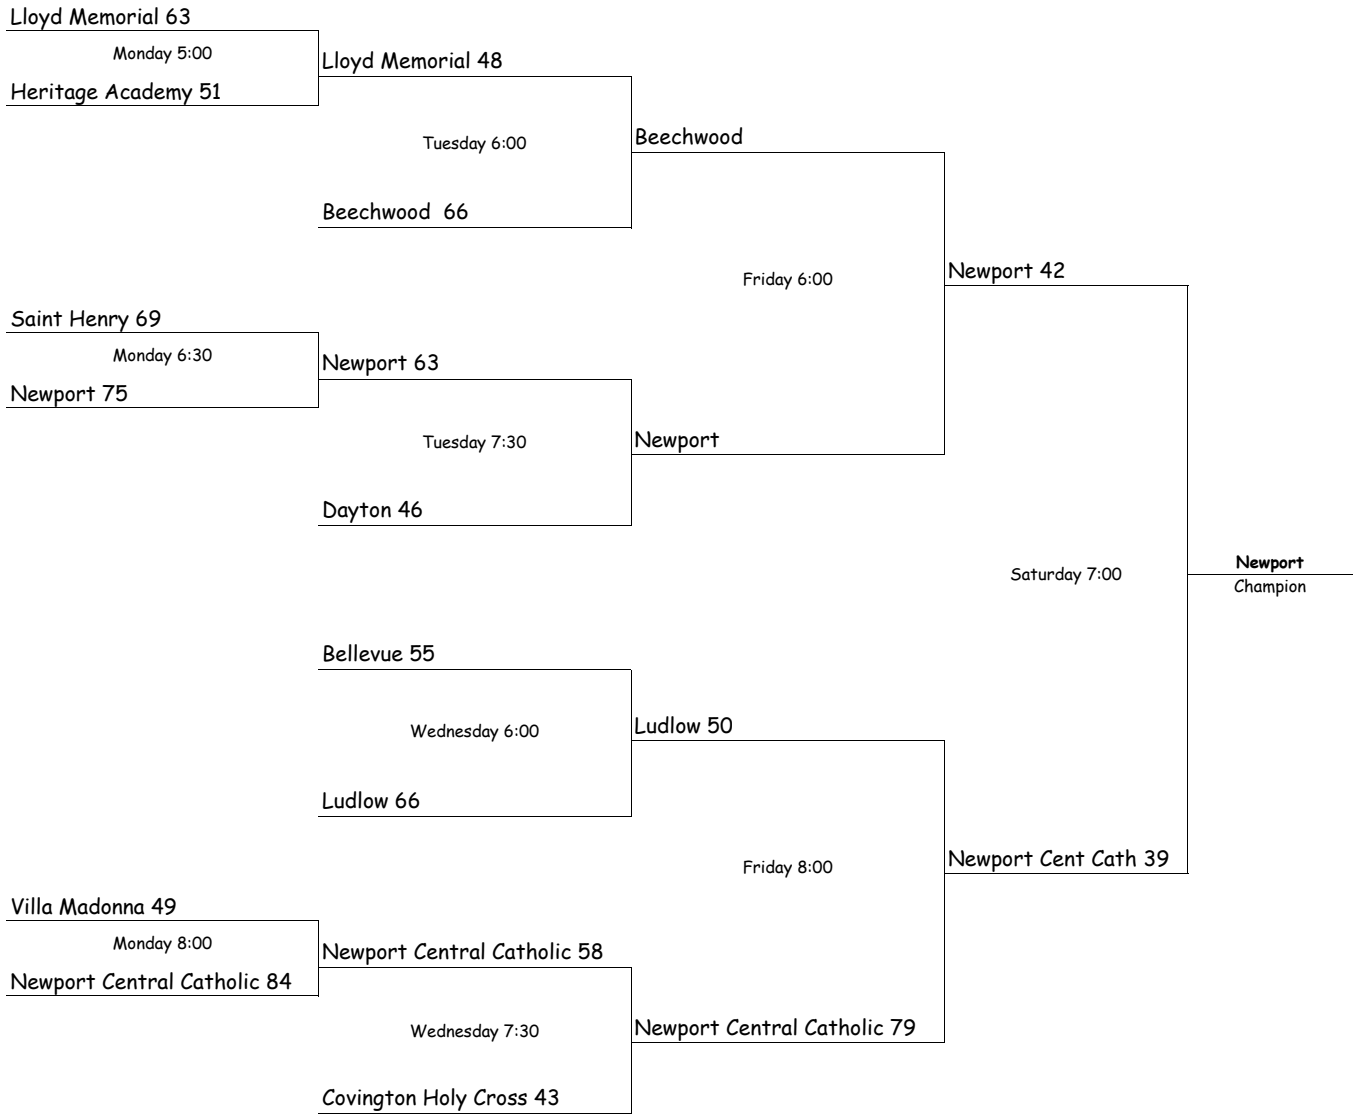 Lloyd Memorial 63
Monday 5:00
Lloyd Memorial 48
Heritage Academy 51
Tuesday 6:00
Beechwood
Beechwood  66
Friday 6:00
Newport 42
Saint Henry 69
Monday 6:30
Newport 63
Newport 75
Tuesday 7:30
Newport
Dayton 46
Saturday 7:00
Newport
Champion
Bellevue 55
Wednesday 6:00
Ludlow 50
Ludlow 66
Friday 8:00
Newport Cent Cath 39
Villa Madonna 49
Monday 8:00
Newport Central Catholic 58
Newport Central Catholic 84
Wednesday 7:30
Newport Central Catholic 79
Covington Holy Cross 43